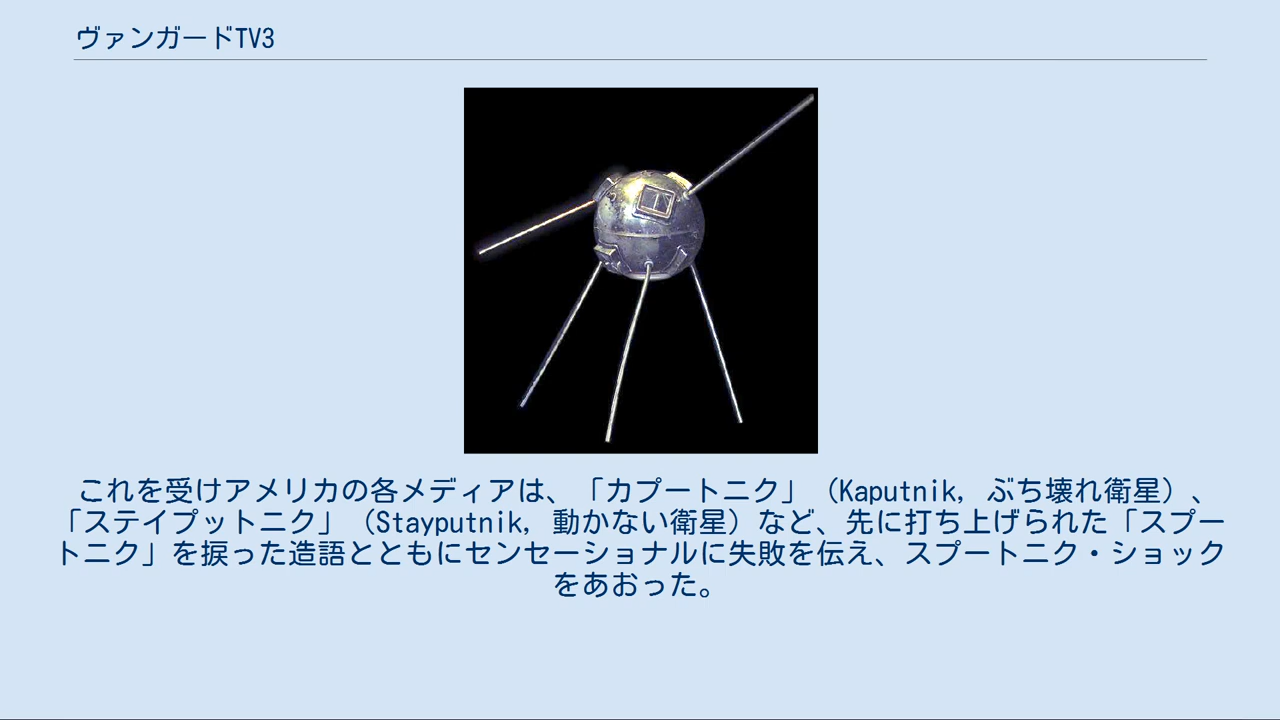 ヴァンガードTV3
これを受けアメリカの各メディアは、「カプートニク」（Kaputnik, ぶち壊れ衛星）、
「ステイプットニク」（Stayputnik, 動かない衛星）など、先に打ち上げられた「スプー
トニク」を捩った造語とともにセンセーショナルに失敗を伝え、スプートニク・ショック
をあおった。